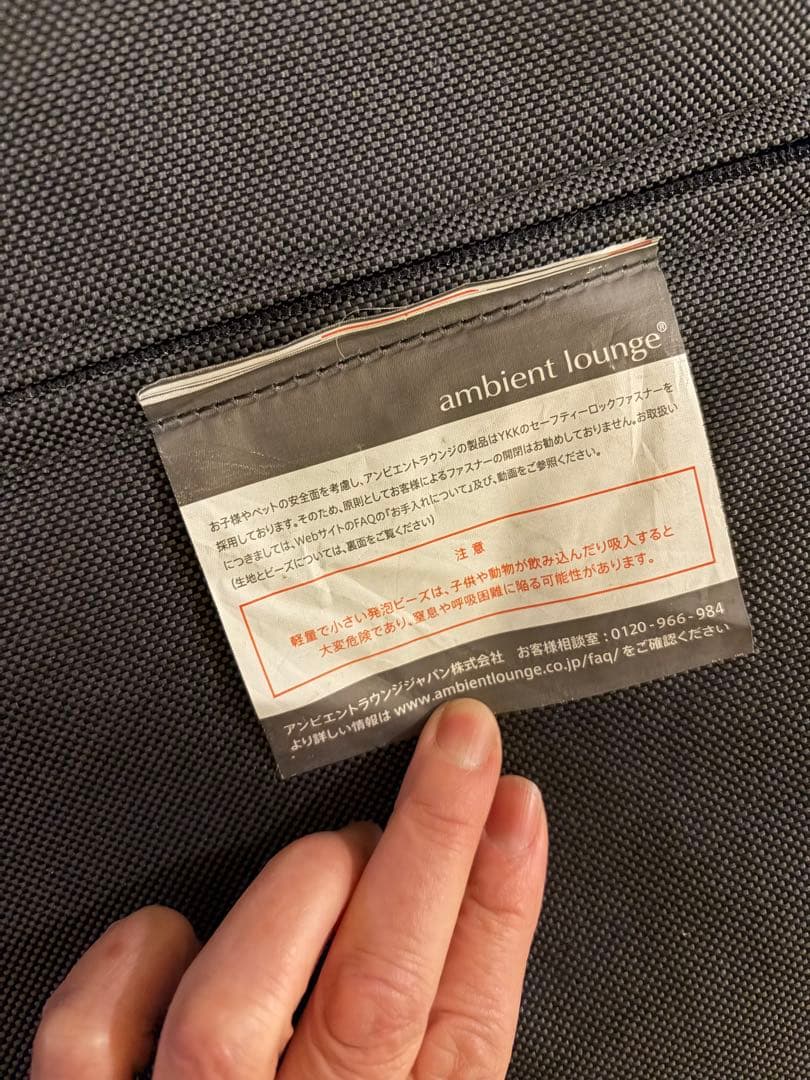 ambient lounge®
お子様やペットの安全面を考慮し、アンビエントラウンジの製品はYKKのセーフティーロックファスナーを
採用しております。そのため、原則としてお客様によるファスナーの開閉はお勧めしておりません。お取扱い
につきましては、WebサイトのFAQの「お手入れについて」及び、動画をご参照ください。
(生地とビーズについては、裏面をご覧ください)
注 意
軽量で小さい発泡ビーズは、子供や動物が飲み込んだり吸入すると
大変危険であり、窒息や呼吸困難に陥る可能性があります。
アンビエントラウンジジャパン株式会社 お客様相談室:0120-966-984
より詳しい情報は www.ambientlounge.co.jp/faq/ をご確認ください